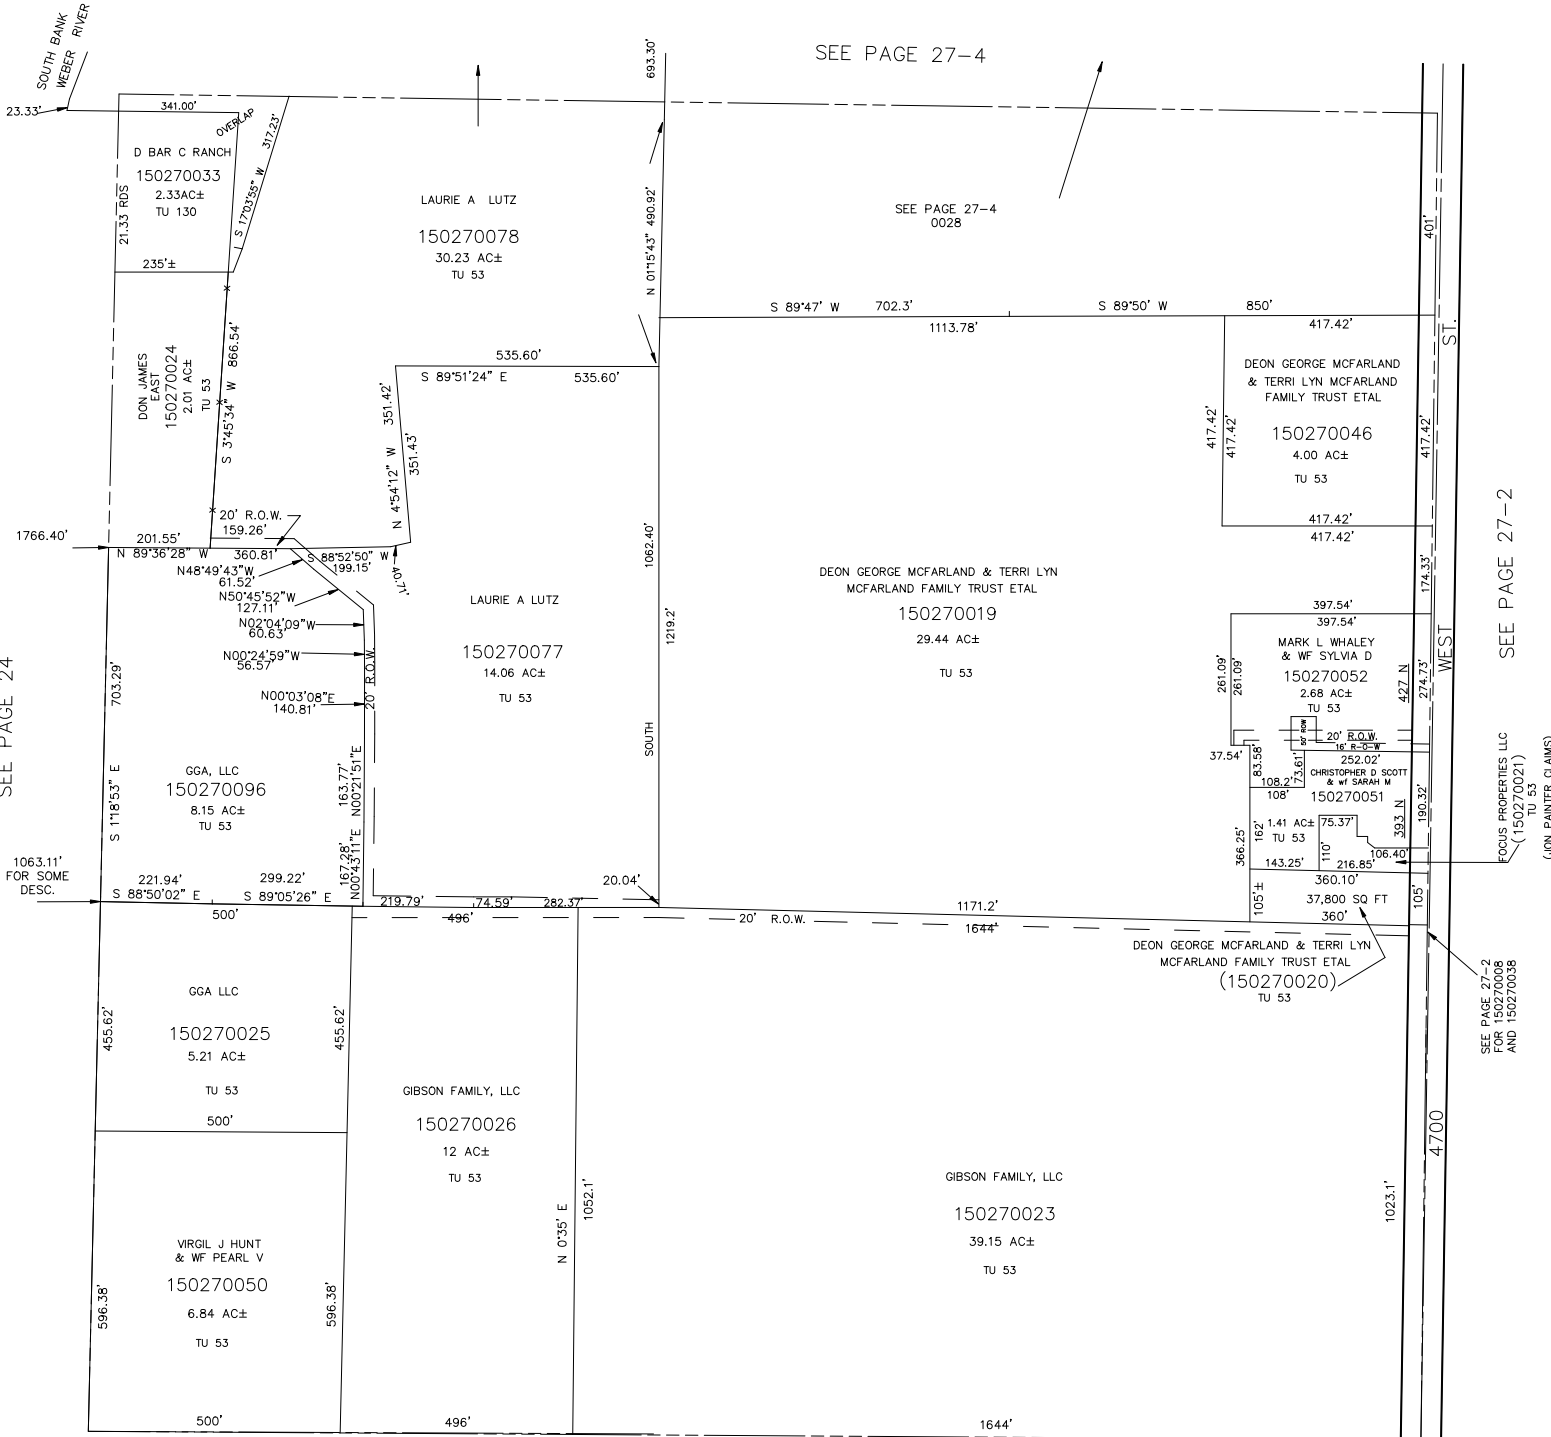 SOUTH BANK
WEBER RIVER
23.33'
341.00'
OVERLAP
317.23'
S 17°03'55" W
693.30'
SEE PAGE 27-4
D BAR C RANCH
150270033
2.33AC±
TU 130
21.33 RDS
235'±
LAURIE A LUTZ
150270078
30.23 AC±
TU 53
N 01°15'43" 490.92'
SEE PAGE 27-4
0028
401'
S 89°47' W 702.3'
S 89°50' W 850'
1113.78'
417.42'
DON JAMES
EAST
150270024
2.01 AC±
TU 53
S 3°45'34" W 866.54'
535.60'
S 89°51'24" E 535.60'
N 4°54'12" W 351.42'
351.43'
DEON GEORGE MCFARLAND
& TERRI LYN MCFARLAND
FAMILY TRUST ETAL
150270046
4.00 AC±
TU 53
417.42'
417.42'
417.42'
417.42'
417.42'
ST.
WEST
4700
SEE PAGE 27-2
20' R.O.W.
159.26'
1766.40'
201.55'
N 89°36'28" W 360.81'
S 88°52'50" W
199.15'
40.71'
N48°49'43"W
61.52'
N50°45'52"W
127.11'
N02°04'09"W
60.63'
N00°24'59"W
56.57'
N00°03'08"E
140.81'
20' R.O.W.
163.77'
N00°21'51"E
167.28'
N00°43'11"E
LAURIE A LUTZ
150270077
14.06 AC±
TU 53
1062.40'
1219.2'
SOUTH
DEON GEORGE MCFARLAND & TERRI LYN
MCFARLAND FAMILY TRUST ETAL
150270019
29.44 AC±
TU 53
174.33'
397.54'
397.54'
MARK L WHALEY
& WF SYLVIA D
150270052
2.68 AC±
TU 53
261.09'
261.09'
427 N
274.73'
50' ROW
20' R.O.W.
16' R-O-W
37.54'
83.58'
73.61'
252.02'
CHRISTOPHER D SCOTT
& wf SARAH M
150270051
108.2'
108'
1.41 AC±
TU 53
75.37'
393 N
190.32'
366.25'
162'
110'
106.40'
143.25'
216.85'
360.10'
37,800 SQ FT
360'
105'±
105'
FOCUS PROPERTIES LLC
(150270021)
TU 53
(JON PAINTER CLAIMS)
SEE PAGE 24
703.29'
S 1°18'53" E
GGA, LLC
150270096
8.15 AC±
TU 53
1063.11'
FOR SOME
DESC.
221.94'
299.22'
S 88°50'02" E
S 89°05'26" E
500'
219.79'
74.59'
282.37'
20.04'
496'
20' R.O.W.
1171.2'
1644'
DEON GEORGE MCFARLAND & TERRI LYN
MCFARLAND FAMILY TRUST ETAL
(150270020)
TU 53
SEE PAGE 27-2
FOR 150270008
AND 150270038
GGA LLC
150270025
5.21 AC±
TU 53
455.62'
455.62'
500'
GIBSON FAMILY, LLC
150270026
12 AC±
TU 53
N 0°35' E
1052.1'
GIBSON FAMILY, LLC
150270023
39.15 AC±
TU 53
1023.1'
VIRGIL J HUNT
& WF PEARL V
150270050
6.84 AC±
TU 53
596.38'
596.38'
500'
496'
1644'